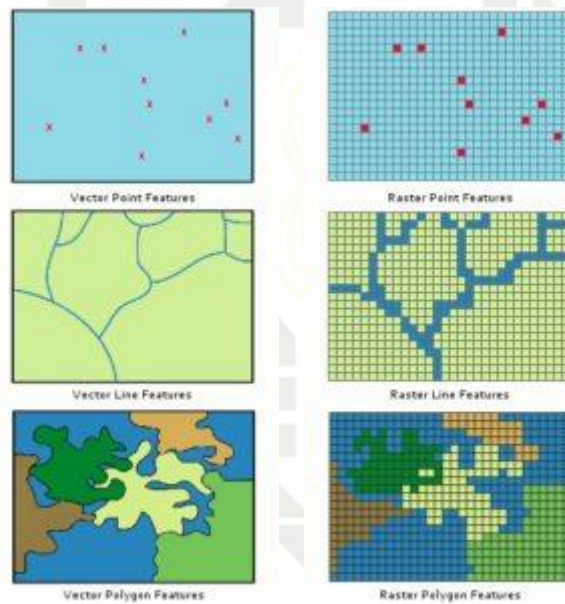 Vector Point Features
Raster Point Features
Vector Line Features
Raster Line Features
Vector Polygon Features
Raster Polygon Features